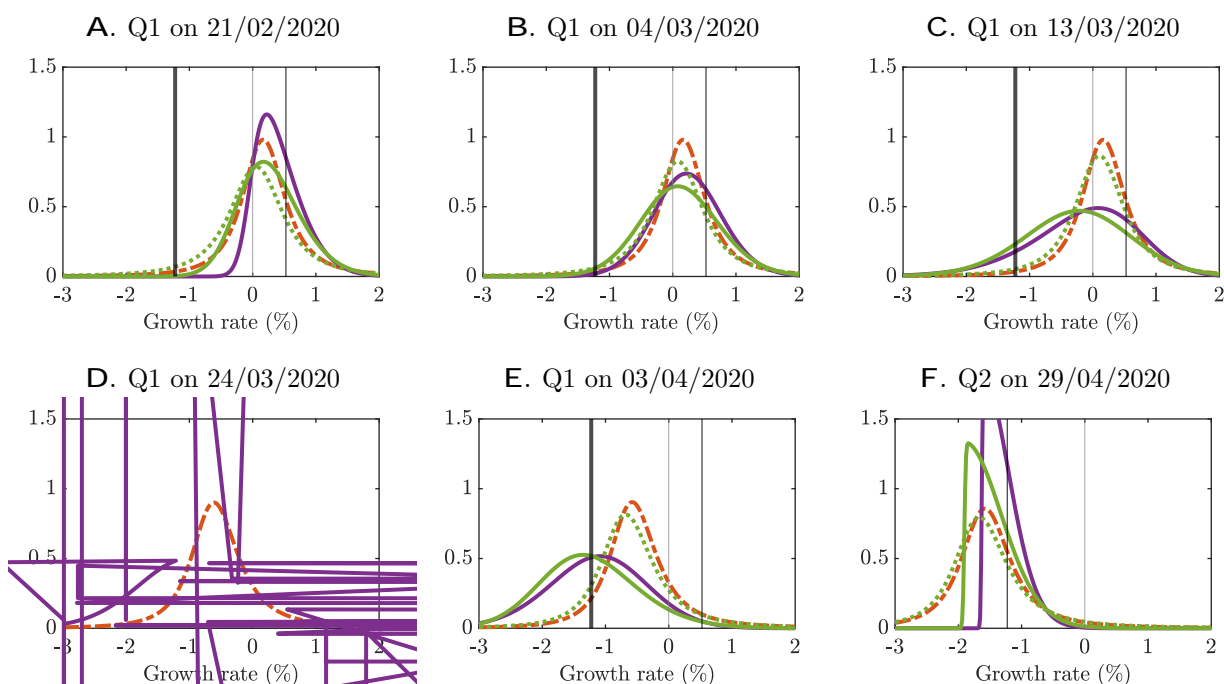 A. Q1 on 21/02/2020
B. Q1 on 04/03/2020
C. Q1 on 13/03/2020
1.5
1
0.5
0
-3 -2 -1 0 1 2
Growth rate (%)
1.5
1
0.5
0
-3 -2 -1 0 1 2
Growth rate (%)
1.5
1
0.5
0
-3 -2 -1 0 1 2
Growth rate (%)
D. Q1 on 24/03/2020
E. Q1 on 03/04/2020
F. Q2 on 29/04/2020
1.5
1
0.5
0
-3 -2 -1 0 1 2
Growth rate (%)
1.5
1
0.5
0
-3 -2 -1 0 1 2
Growth rate (%)
1.5
1
0.5
0
-3 -2 -1 0 1 2
Growth rate (%)